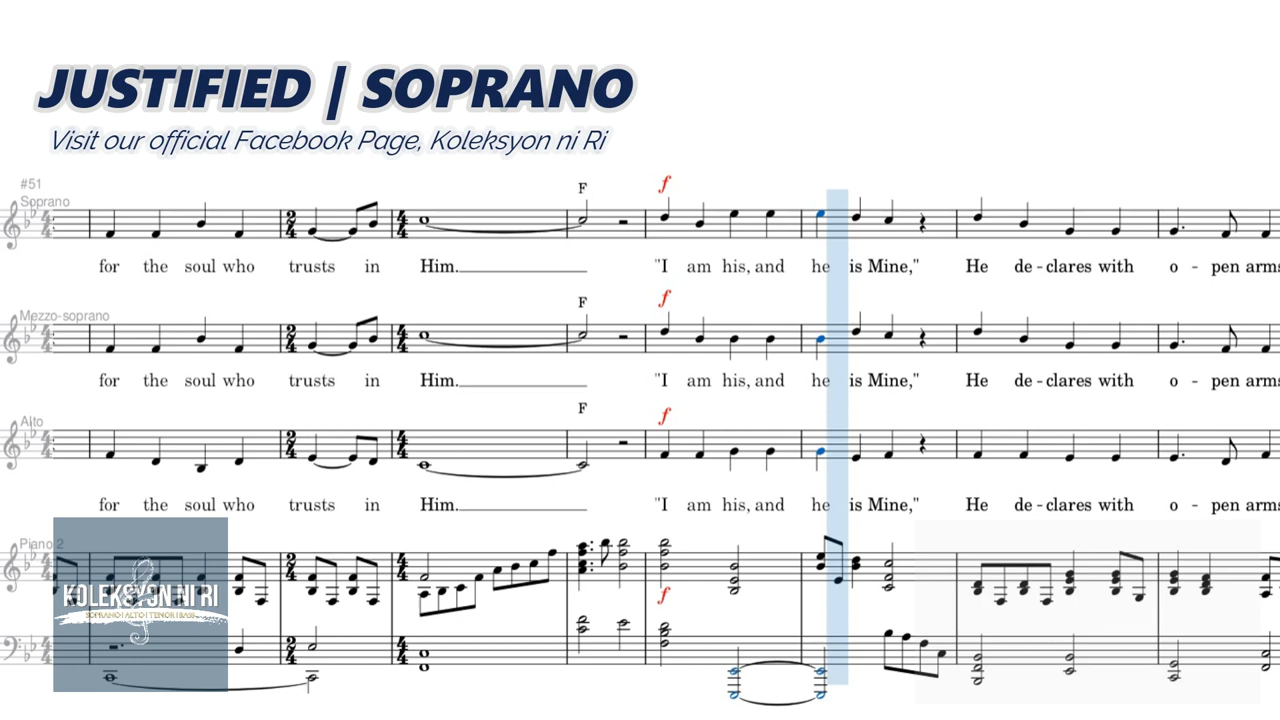 JUSTIFIED | SOPRANO
Visit our official Facebook Page, Koleksyon ni Ri
#51
Soprano
F
f
for the soul who trusts in Him. "I am his, and he is Mine," He de - clares with o - pen arms
Mezzo-soprano
F
f
for the soul who trusts in Him. "I am his, and he is Mine," He de - clares with o - pen arms
Alto
F
f
for the soul who trusts in Him. "I am his, and he is Mine," He de - clares with o - pen arms
Piano 2
f
KOLEKSYON NI RI
SOPRANO | ALTO | TENOR | BASS